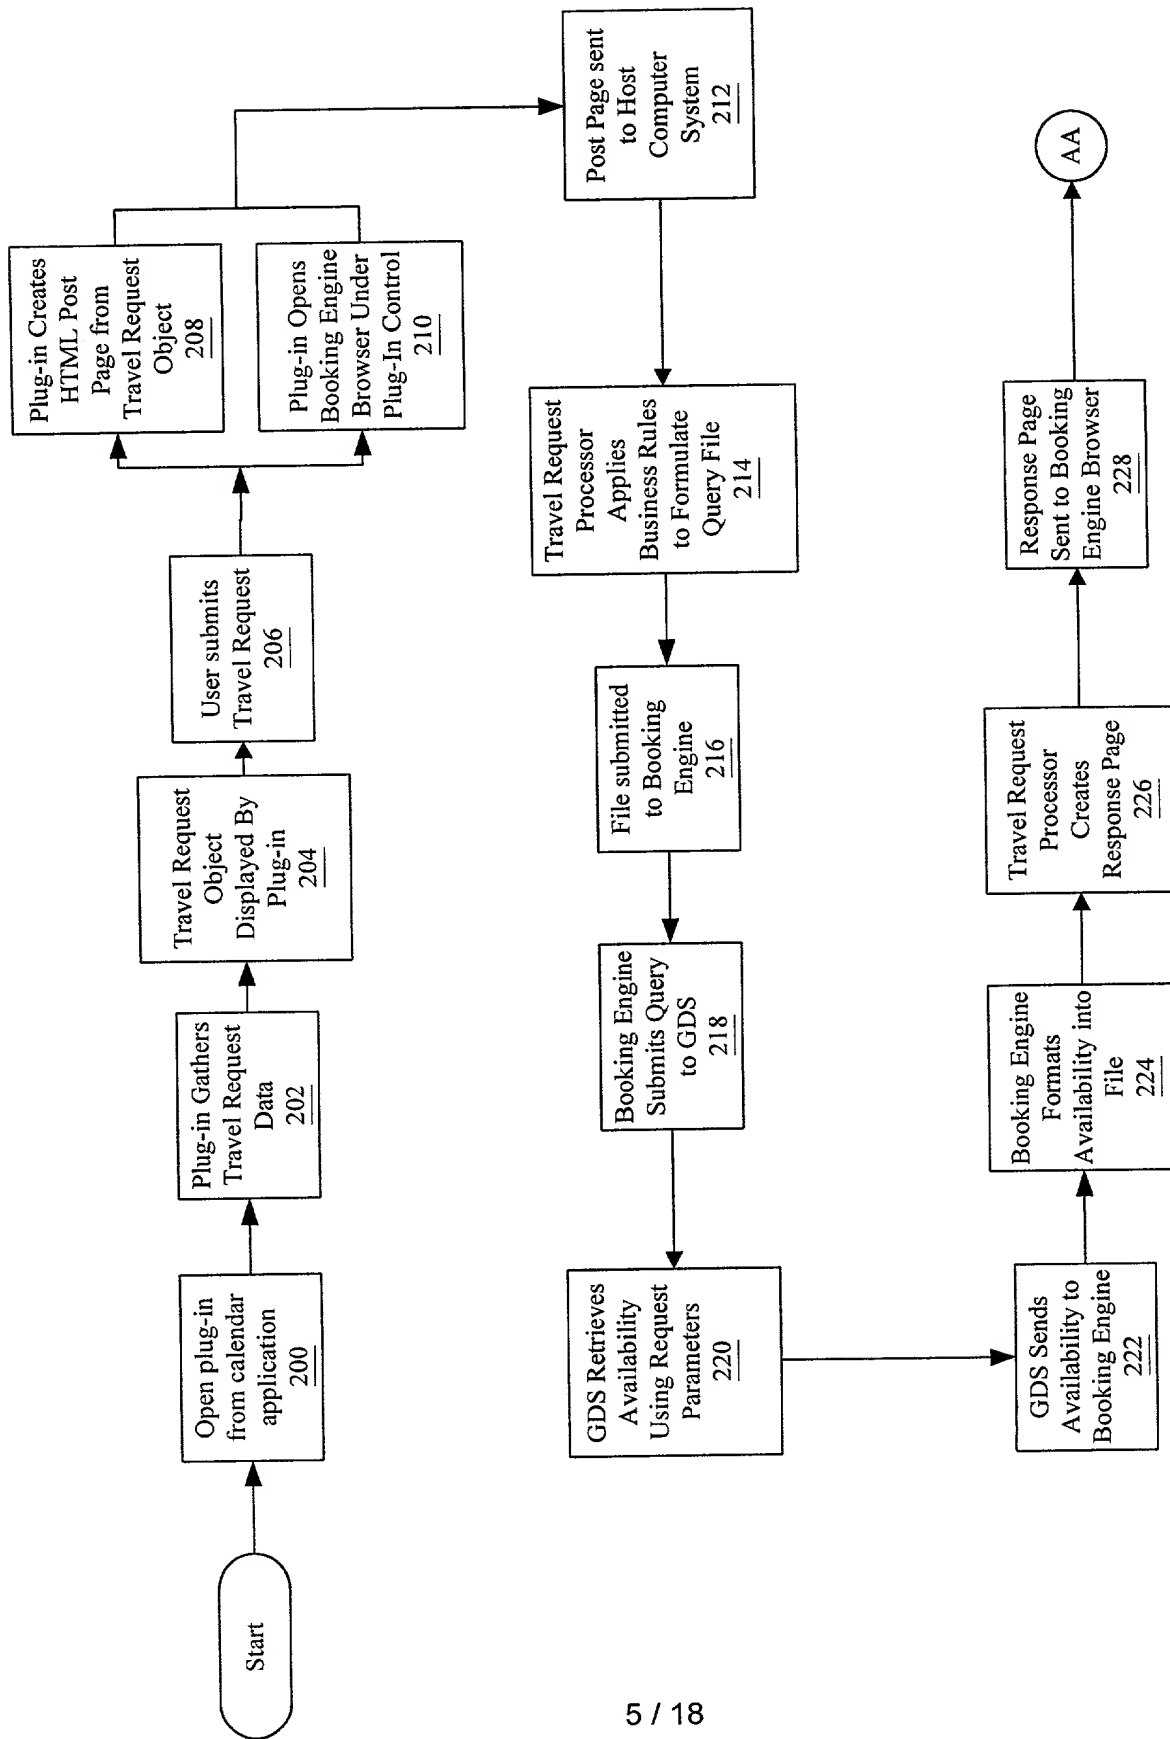 Start
Open plug-in
from calendar
application
200
Plug-in Gathers
Travel Request
Data
202
Travel Request
Object
Displayed By
Plug-in
204
User submits
Travel Request
206
Plug-in Creates
HTML Post
Page from
Travel Request
Object
208
Plug-in Opens
Booking Engine
Browser Under
Plug-In Control
210
Post Page sent
to Host
Computer
System
212
Travel Request
Processor
Applies
Business Rules
to Formulate
Query File
214
File submitted
to Booking
Engine
216
Booking Engine
Submits Query
to GDS
218
GDS Retrieves
Availability
Using Request
Parameters
220
GDS Sends
Availability to
Booking Engine
222
Booking Engine
Formats
Availability into
File
224
Travel Request
Processor
Creates
Response Page
226
Response Page
Sent to Booking
Engine Browser
228
AA
5 / 18